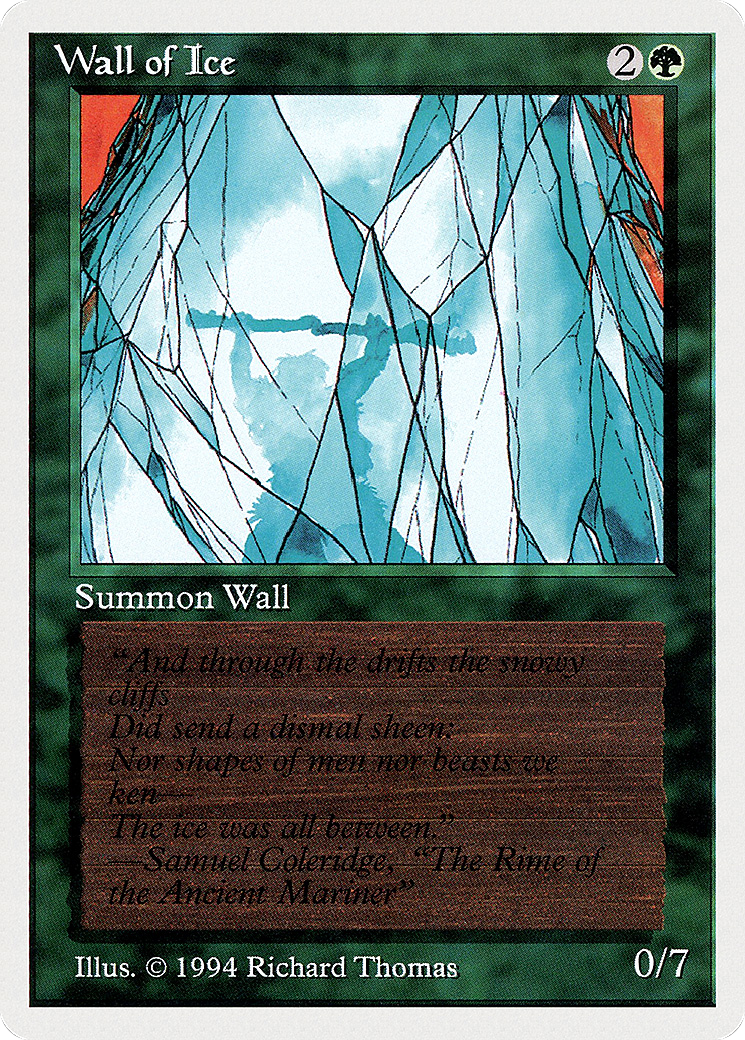 Wall of Ice 2
Summon Wall
“And through the drifts the snowy
cliffs
Did send a dismal sheen:
Nor shapes of men nor beasts we
ken—
The ice was all between.”
—Samuel Coleridge, “The Rime of
the Ancient Mariner”
Illus. © 1994 Richard Thomas 0/7